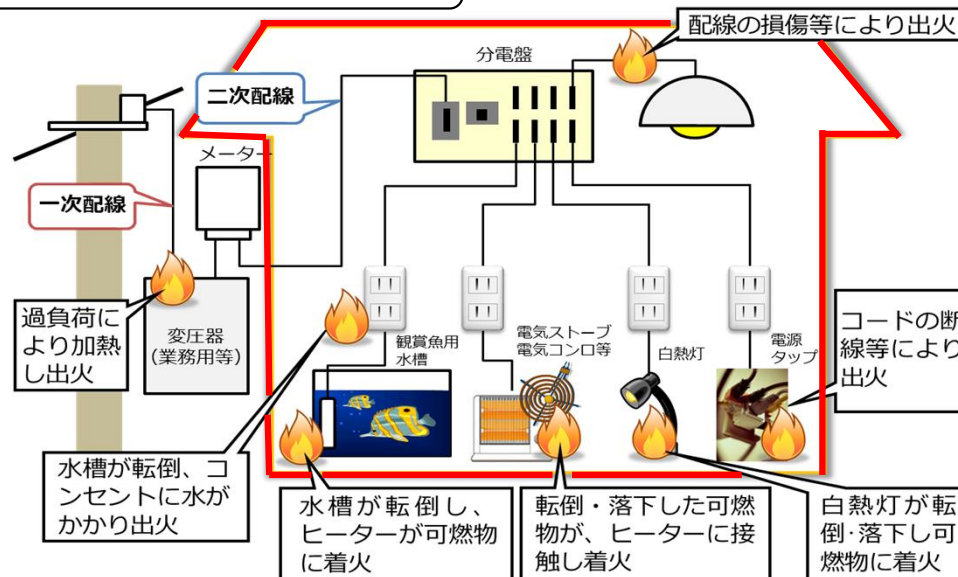 配線の損傷等により出火
分電盤
二次配線
メーター
一次配線
過負荷に
より加熱
し出火
変圧器
(業務用等)
観賞魚用
水槽
電気ストーブ
電気コンロ等
白熱灯
電源
タップ
コードの断
線等により
出火
水槽が転倒、コ
ンセントに水が
かかり出火
水槽が転倒し、
ヒーターが可燃物
に着火
転倒・落下した可燃
物が、ヒーターに接
触し着火
白熱灯が転
倒・落下し可
燃物に着火